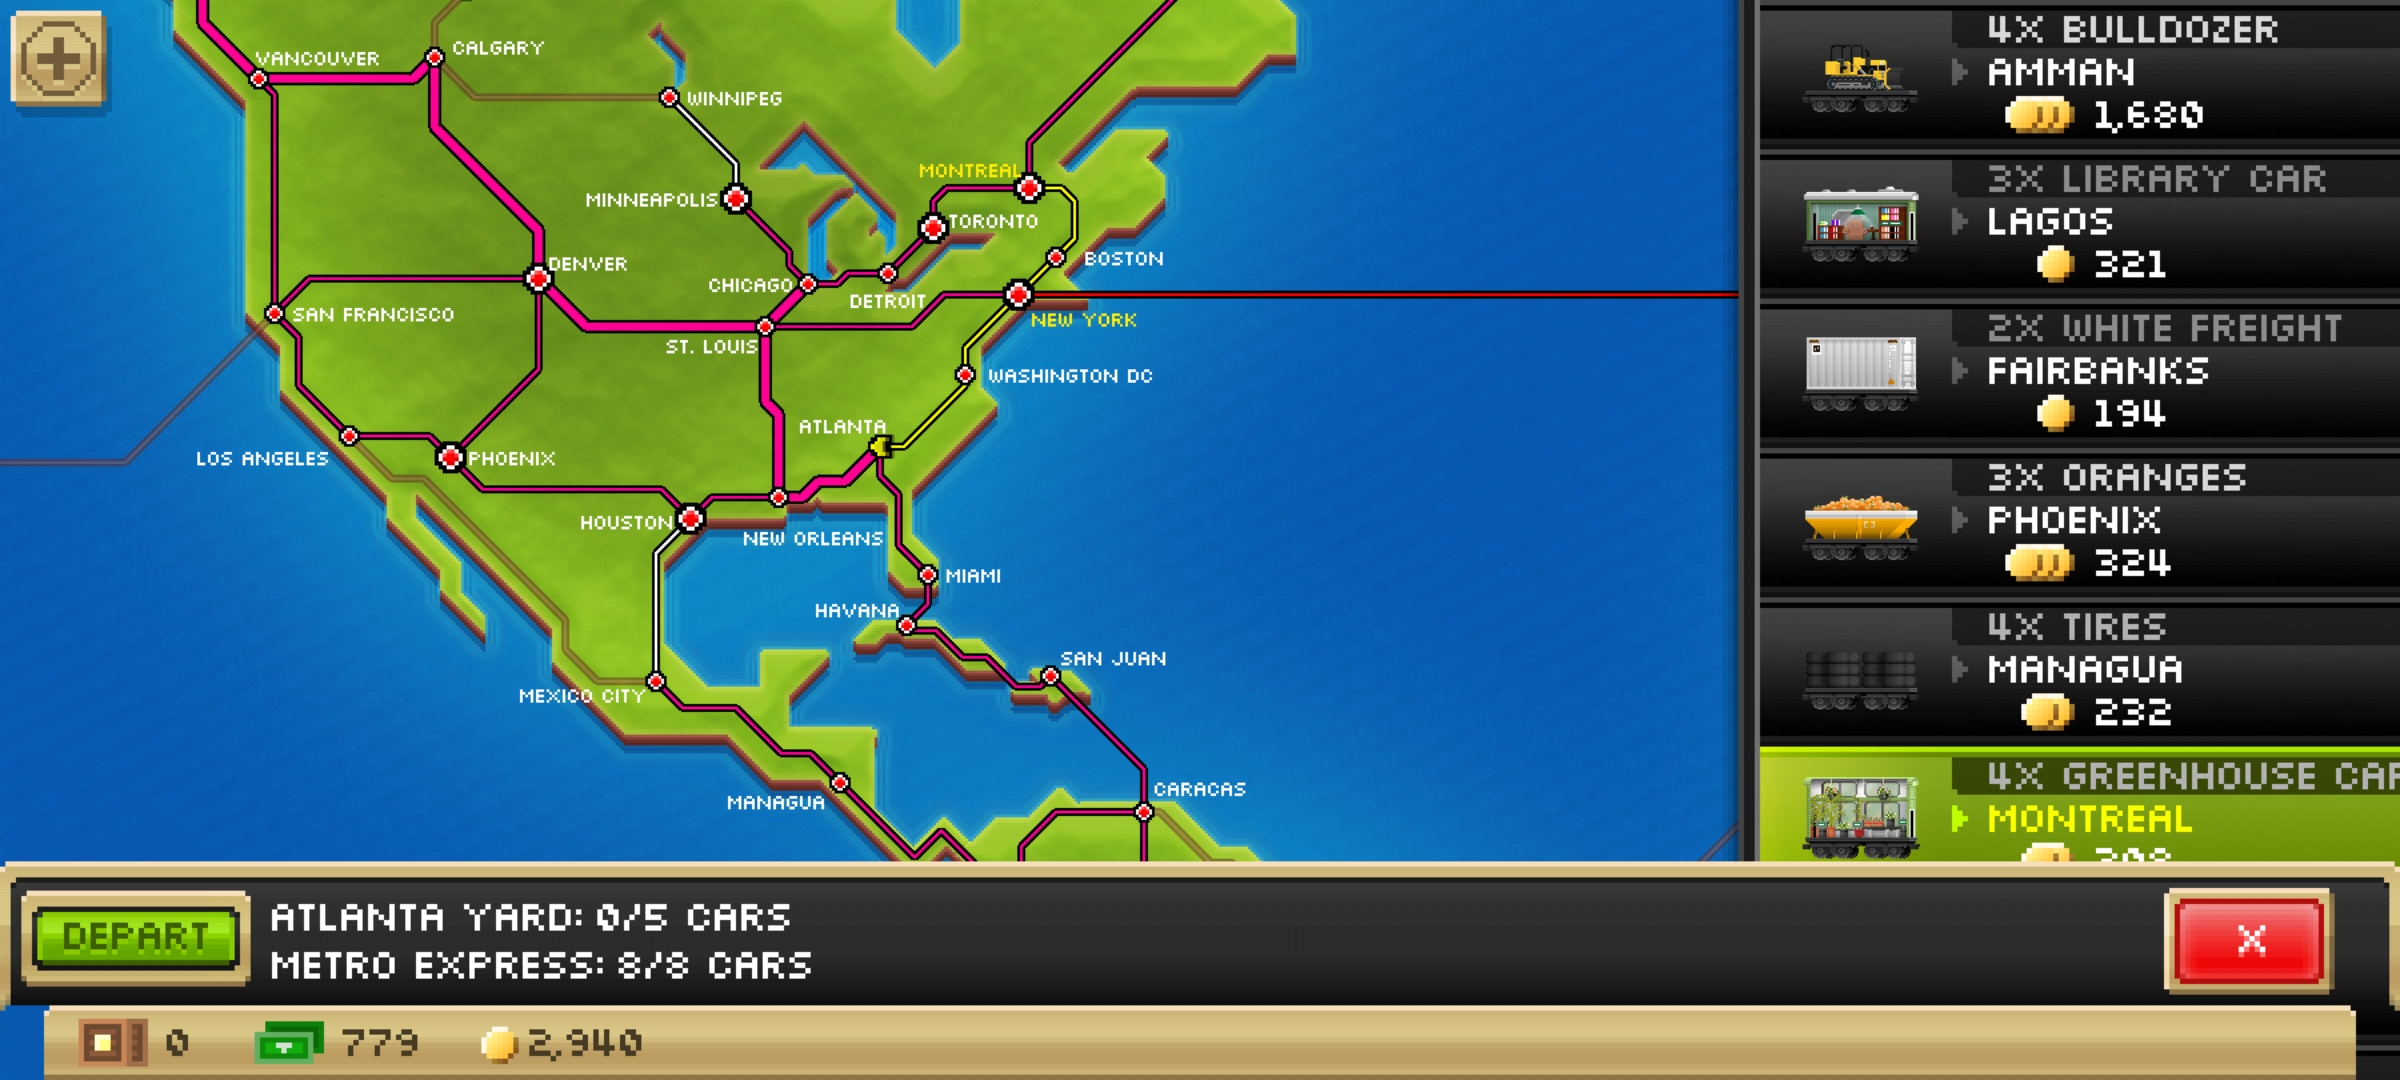 VANCOUVER
CALGARY
WINNIPEG
MINNEAPOLIS
MONTREAL
TORONTO
BOSTON
DENVER
CHICAGO
DETROIT
NEW YORK
SAN FRANCISCO
ST. LOUIS
WASHINGTON DC
ATLANTA
LOS ANGELES
PHOENIX
HOUSTON
NEW ORLEANS
MIAMI
HAVANA
SAN JUAN
MEXICO CITY
MANAGUA
CARACAS
4X BULLDOZER
AMMAN
1,680
3X LIBRARY CAR
LAGOS
321
2X WHITE FREIGHT
FAIRBANKS
194
3X ORANGES
PHOENIX
324
4X TIRES
MANAGUA
232
4X GREENHOUSE CAR
MONTREAL
DEPART
ATLANTA YARD: 0/5 CARS
METRO EXPRESS: 8/8 CARS
X
0
779
2,940